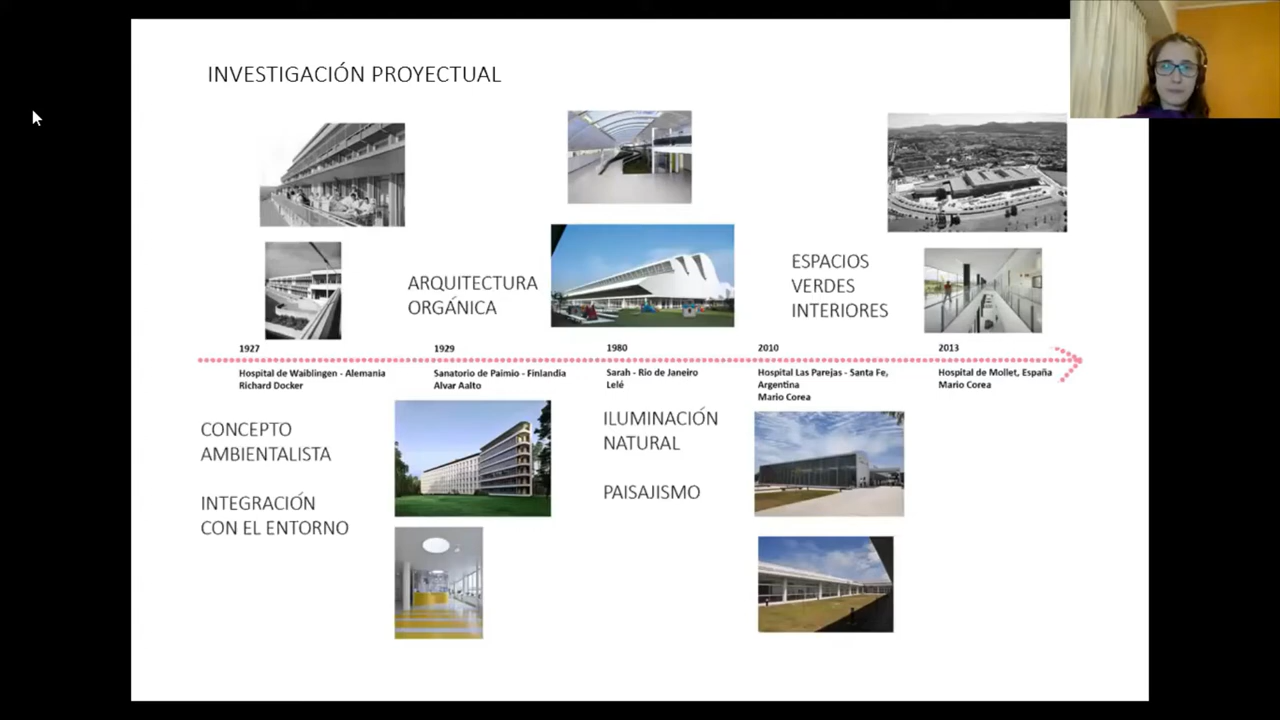 INVESTIGACIÓN PROYECTUAL
ARQUITECTURA
ORGÁNICA
ESPACIOS
VERDES
INTERIORES
1927
Hospital de Waiblingen - Alemania
Richard Docker
1929
Sanatorio de Paimio - Finlandia
Alvar Aalto
1980
Sarah - Rio de Janeiro
Lelé
2010
Hospital Las Parejas - Santa Fe,
Argentina
Mario Corea
2013
Hospital de Mollet, España
Mario Corea
CONCEPTO
AMBIENTALISTA
INTEGRACIÓN
CON EL ENTORNO
ILUMINACIÓN
NATURAL
PAISAJISMO